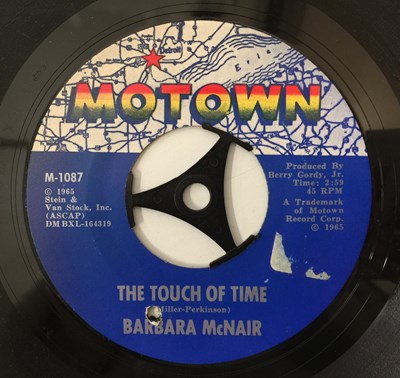 Detroit
Erie
MOTOWN
M-1087
© 1965
Stein &
Van Stock, Inc.
(ASCAP)
DM BXL-164319
Produced By
Berry Gordy, Jr.
Time: 2:59
45 RPM
A Trademark
of Motown
Record Corp.
© 1965
THE TOUCH OF TIME
(Miller-Perkinson)
BARBARA McNAIR